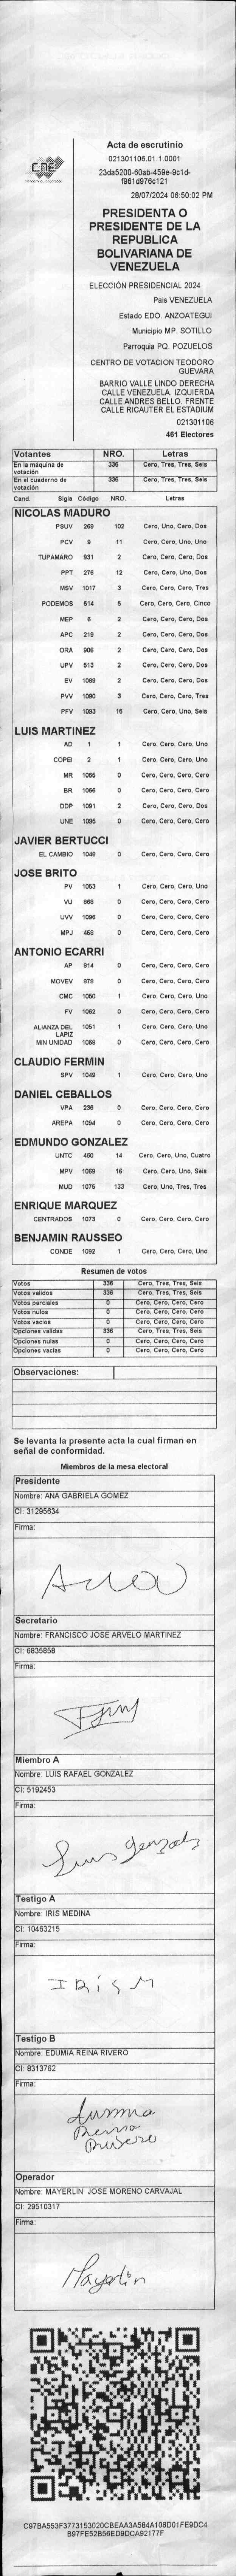 CNE
Acta de escrutinio
021301106.01.1.0001
23da5200-60ab-459e-9c1d-
f961d976c121
28/07/2024 06:50:02 PM
PRESIDENTA O
PRESIDENTE DE LA
REPUBLICA
BOLIVARIANA DE
VENEZUELA
ELECCIÓN PRESIDENCIAL 2024
Pais VENEZUELA
Estado EDO. ANZOATEGUI
Municipio MP. SOTILLO
Parroquia PQ. POZUELOS
CENTRO DE VOTACION TEODORO
GUEVARA
BARRIO VALLE LINDO DERECHA
CALLE VENEZUELA. IZQUIERDA
CALLE ANDRES BELLO. FRENTE
CALLE RICAUTER EL ESTADIUM
021301106
461 Electores
Votantes NRO. Letras
En la máquina de votación 336 Cero, Tres, Tres, Seis
En el cuaderno de votación 336 Cero, Tres, Tres, Seis
Cand. Sigla Código NRO. Letras
NICOLAS MADURO
PSUV 269 102 Cero, Uno, Cero, Dos
PCV 9 11 Cero, Cero, Uno, Uno
TUPAMARO 931 2 Cero, Cero, Cero, Dos
PPT 276 12 Cero, Cero, Uno, Dos
MSV 1017 3 Cero, Cero, Cero, Tres
PODEMOS 514 5 Cero, Cero, Cero, Cinco
MEP 6 2 Cero, Cero, Cero, Dos
APC 219 2 Cero, Cero, Cero, Dos
ORA 906 2 Cero, Cero, Cero, Dos
UPV 513 2 Cero, Cero, Cero, Dos
EV 1089 2 Cero, Cero, Cero, Dos
PVV 1090 3 Cero, Cero, Cero, Tres
PFV 1093 16 Cero, Cero, Uno, Seis
LUIS MARTINEZ
AD 1 1 Cero, Cero, Cero, Uno
COPEI 2 1 Cero, Cero, Cero, Uno
MR 1065 0 Cero, Cero, Cero, Cero
BR 1066 0 Cero, Cero, Cero, Cero
DDP 1091 2 Cero, Cero, Cero, Dos
UNE 1095 0 Cero, Cero, Cero, Cero
JAVIER BERTUCCI
EL CAMBIO 1048 0 Cero, Cero, Cero, Cero
JOSE BRITO
PV 1053 1 Cero, Cero, Cero, Uno
VU 868 0 Cero, Cero, Cero, Cero
UVV 1096 0 Cero, Cero, Cero, Cero
MPJ 458 0 Cero, Cero, Cero, Cero
ANTONIO ECARRI
AP 914 0 Cero, Cero, Cero, Cero
MOVEV 876 0 Cero, Cero, Cero, Cero
CMC 1050 1 Cero, Cero, Cero, Uno
FV 1062 0 Cero, Cero, Cero, Cero
ALIANZA DEL LAPIZ 1051 1 Cero, Cero, Cero, Uno
MIN UNIDAD 1068 0 Cero, Cero, Cero, Cero
CLAUDIO FERMIN
SPV 1049 1 Cero, Cero, Cero, Uno
DANIEL CEBALLOS
VPA 236 0 Cero, Cero, Cero, Cero
AREPA 1094 0 Cero, Cero, Cero, Cero
EDMUNDO GONZALEZ
UNTC 460 14 Cero, Cero, Uno, Cuatro
MPV 1069 16 Cero, Cero, Uno, Seis
MUD 1075 133 Cero, Uno, Tres, Tres
ENRIQUE MARQUEZ
CENTRADOS 1073 0 Cero, Cero, Cero, Cero
BENJAMIN RAUSSEO
CONDE 1092 1 Cero, Cero, Cero, Uno
Resumen de votos
Votos 336 Cero, Tres, Tres, Seis
Votos validos 336 Cero, Tres, Tres, Seis
Votos parciales 0 Cero, Cero, Cero, Cero
Votos nulos 0 Cero, Cero, Cero, Cero
Votos vacios 0 Cero, Cero, Cero, Cero
Opciones validas 336 Cero, Tres, Tres, Seis
Opciones nulas 0 Cero, Cero, Cero, Cero
Opciones vacias 0 Cero, Cero, Cero, Cero
Observaciones:
Se levanta la presente acta la cual firman en
señal de conformidad.
Miembros de la mesa electoral
Presidente
Nombre: ANA GABRIELA GOMEZ
CI: 31295634
Firma:
Secretario
Nombre: FRANCISCO JOSE ARVELO MARTINEZ
CI: 6835858
Firma:
Miembro A
Nombre: LUIS RAFAEL GONZALEZ
CI: 5192453
Firma:
Luis Gonzalez
Testigo A
Nombre: IRIS MEDINA
CI: 10463215
Firma:
IRIS M
Testigo B
Nombre: EDUMIA REINA RIVERO
CI: 8313762
Firma:
Operador
Nombre: MAYERLIN JOSE MORENO CARVAJAL
CI: 29510317
Firma:
Mayerlin
C97BA553F3773153020CBEAA3A584A108D01FE9DC4
B97FE52B56ED9DCA92177F